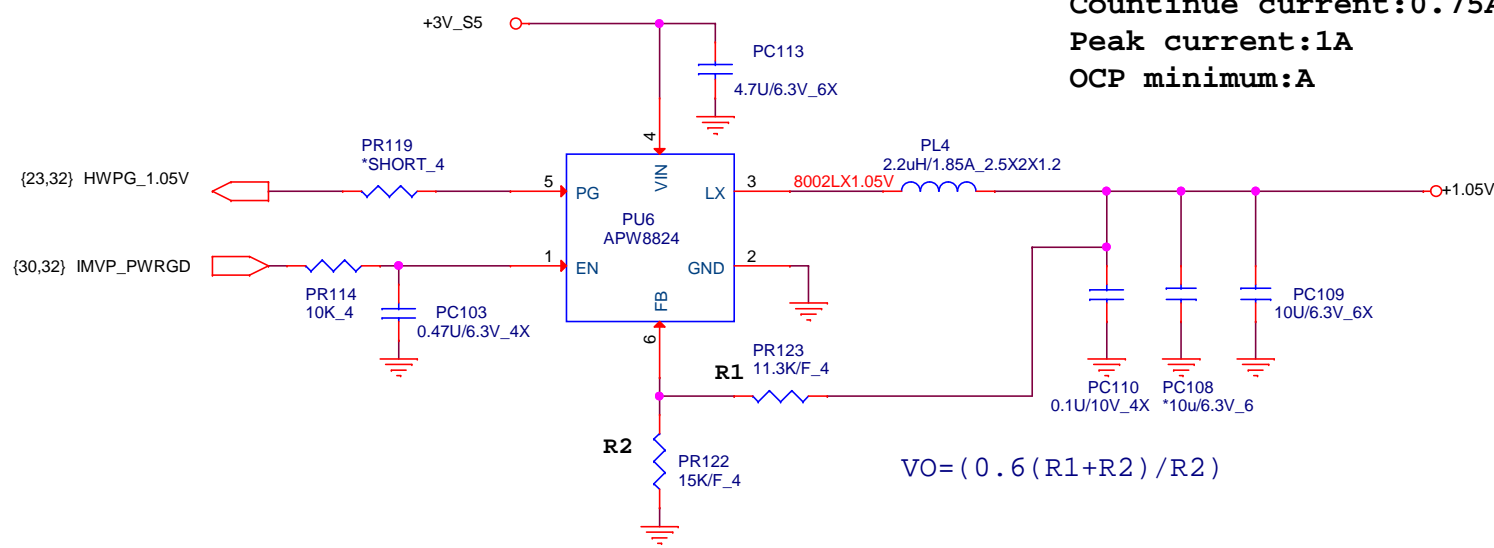 Countinue current:0.75A
Peak current:1A
OCP minimum:A
+3V_S5
PC113
4.7U/6.3V_6X
PR119
*SHORT_4
{23,32} HWPG_1.05V
5
PG
4
VIN
LX
3
8002LX1.05V
PL4
2.2uH/1.85A_2.5X2X1.2
+1.05V
PU6
APW8824
{30,32} IMVP_PWRGD
PR114
10K_4
1
EN
GND
2
FB
6
PC103
0.47U/6.3V_4X
PC109
10U/6.3V_6X
R1
PR123
11.3K/F_4
PC110
0.1U/10V_4X
PC108
*10u/6.3V_6
R2
PR122
15K/F_4
VO=(0.6(R1+R2)/R2)